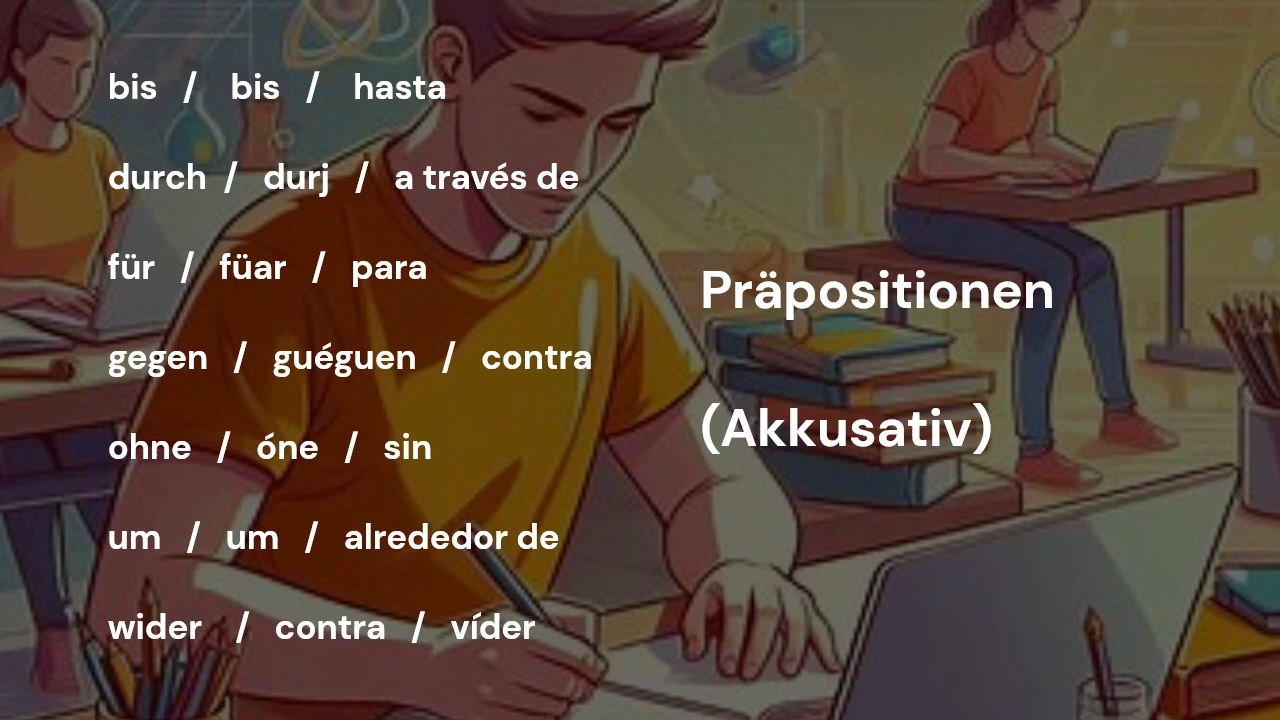 bis / bis / hasta
durch / durj / a través de
für / füar / para
gegen / guéguen / contra
ohne / óne / sin
um / um / alrededor de
wider / contra / víder
Präpositionen
(Akkusativ)